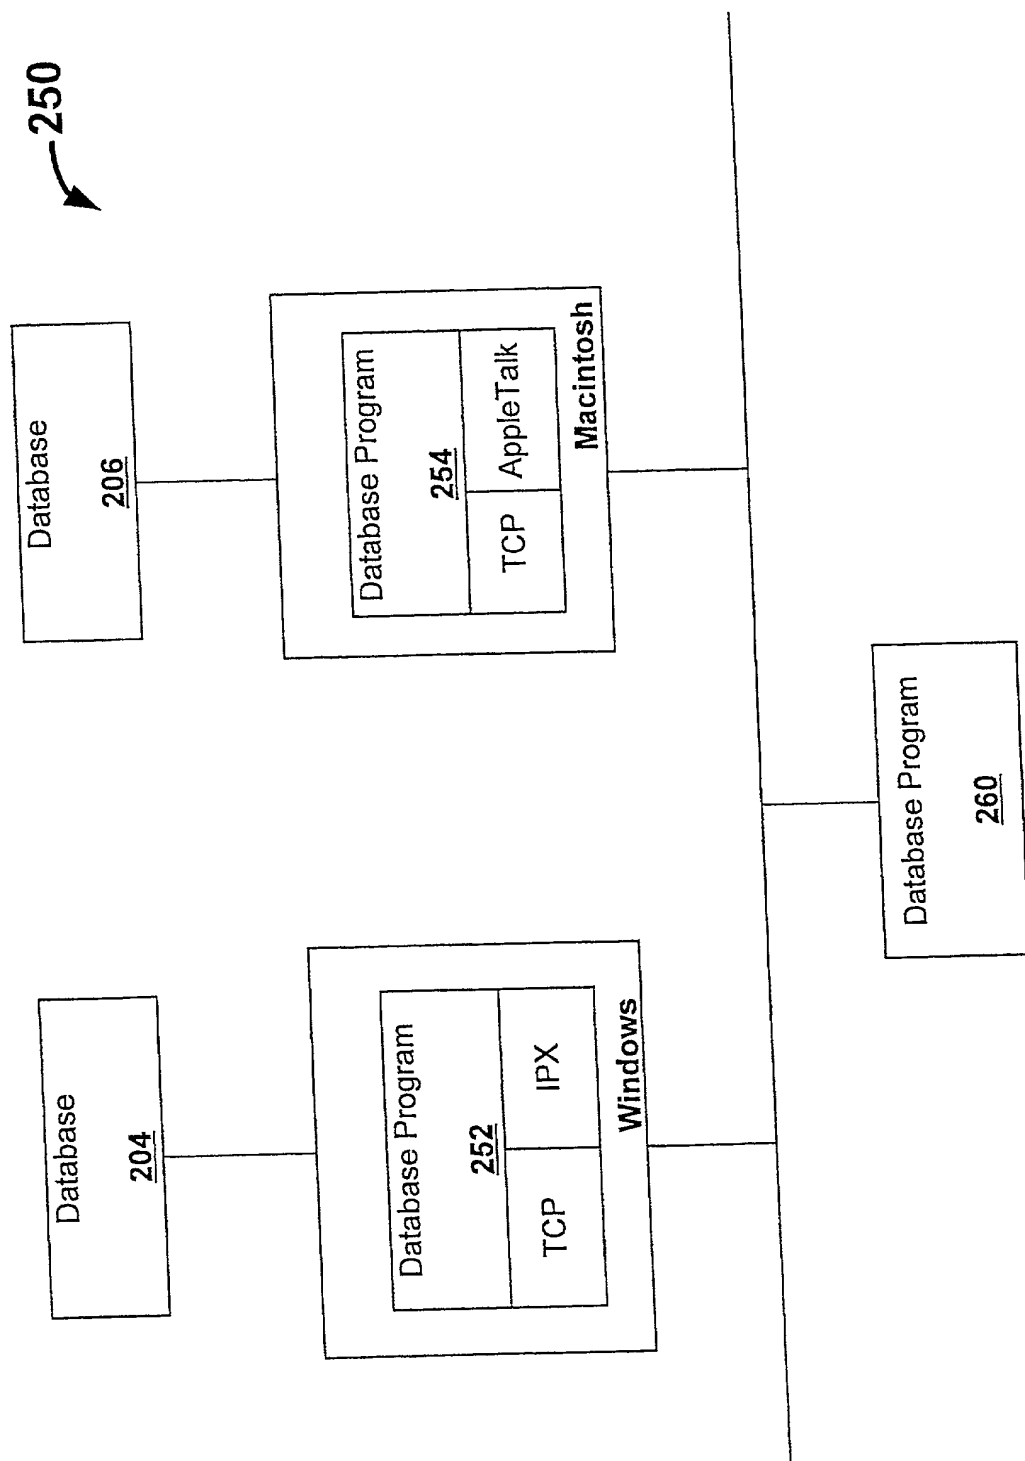 250
Database
204
Database
206
Database Program
252
TCP
IPX
Windows
Database Program
254
TCP
AppleTalk
Macintosh
Database Program
260